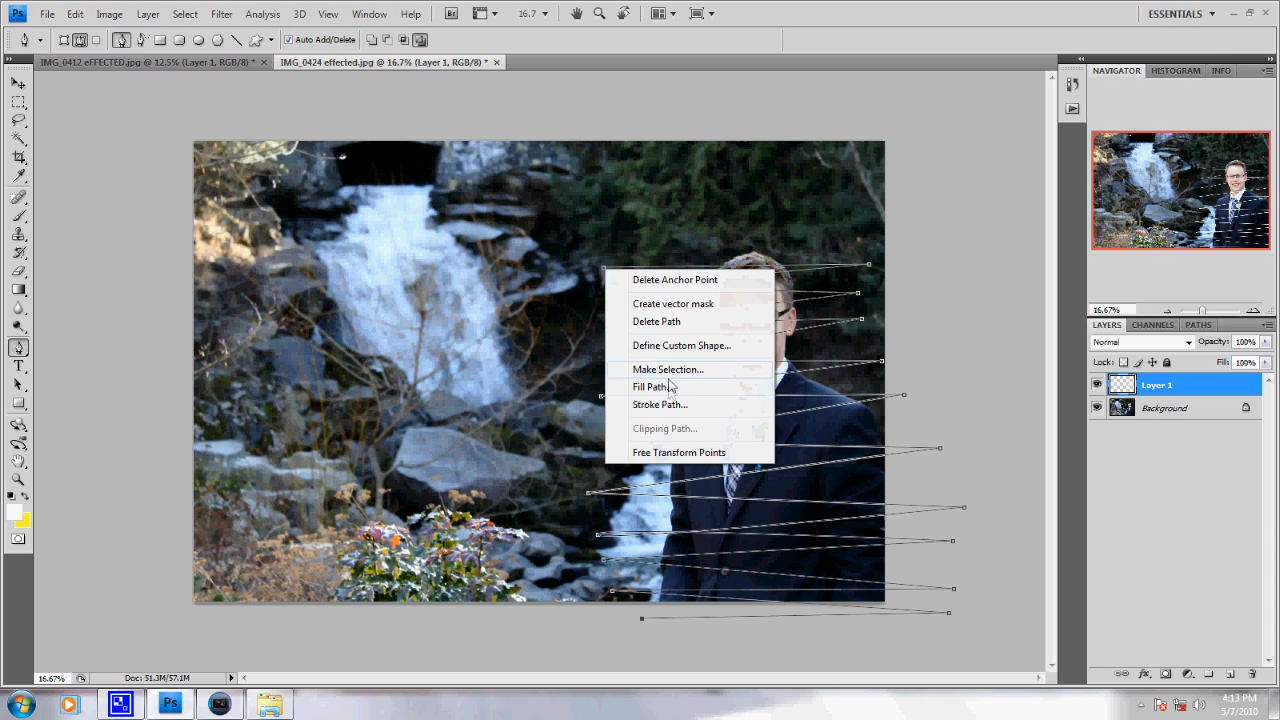 Ps File Edit Image Layer Select Filter Analysis 3D View Window Help Br 16.7 ESSENTIALS
Auto Add/Delete
IMG_0412 eFFECTED.jpg @ 12.5% (Layer 1, RGB/8) * × IMG_0424 effected.jpg @ 16.7% (Layer 1, RGB/8) * ×
NAVIGATOR HISTOGRAM INFO
16.67%
LAYERS CHANNELS PATHS
Normal Opacity: 100%
Lock: Fill: 100%
Layer 1
Background
Delete Anchor Point
Create vector mask
Delete Path
Define Custom Shape...
Make Selection...
Fill Path...
Stroke Path...
Clipping Path...
Free Transform Points
T
16.67% Doc: 51.3M/57.1M
fx
Ps
4:13 PM
5/7/2010